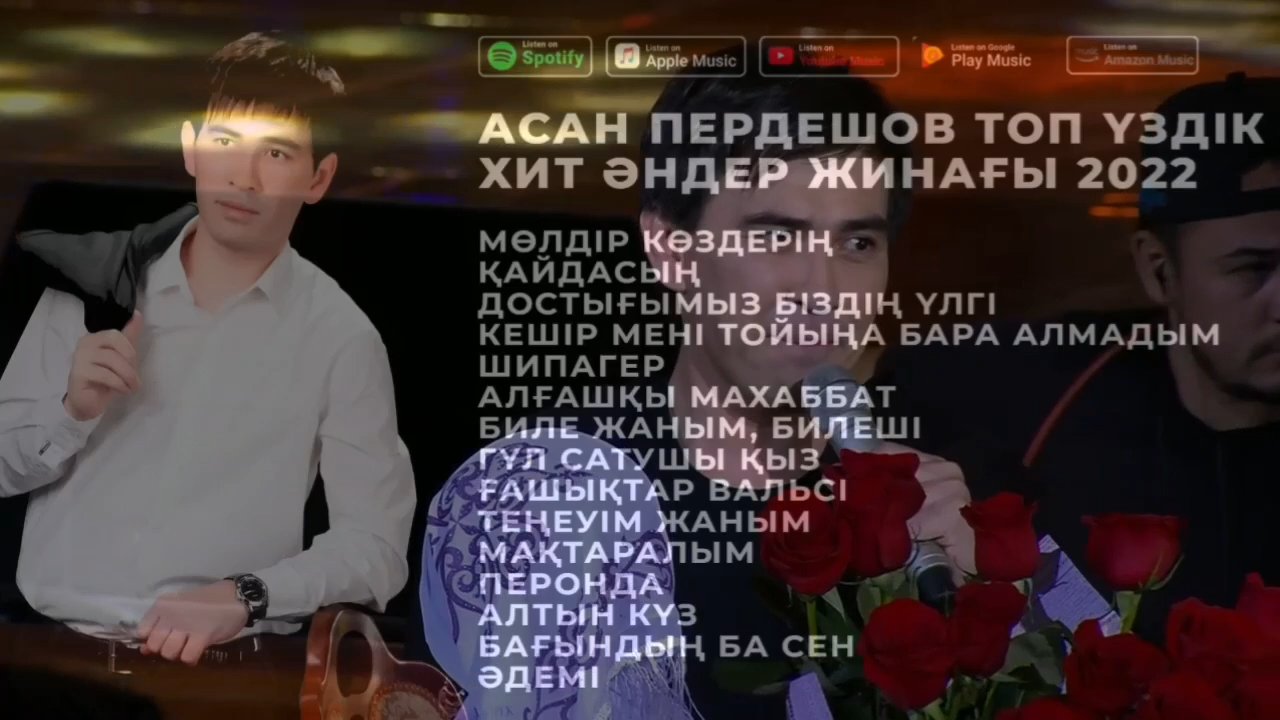 Listen on Spotify
Listen on Apple Music
Listen on Youtube Music
Listen on Google Play Music
music Listen on Amazon Music
АСАН ПЕРДЕШОВ ТОП ҮЗДІК
ХИТ ӘНДЕР ЖИНАҒЫ 2022
МӨЛДІР КӨЗДЕРІҢ
ҚАЙДАСЫҢ
ДОСТЫҒЫМЫЗ БІЗДІҢ ҮЛГІ
КЕШІР МЕНІ ТОЙЫҢА БАРА АЛМАДЫМ
ШИПАГЕР
АЛҒАШҚЫ МАХАББАТ
БИЛЕ ЖАНЫМ, БИЛЕШІ
ГҮЛ САТУШЫ ҚЫЗ
ҒАШЫҚТАР ВАЛЬСІ
ТЕҢЕУІМ ЖАНЫМ
МАҚТАРАЛЫМ
ПЕРОНДА
АЛТЫН КҮЗ
БАҒЫНДЫҢ БА СЕН
ӘДЕМІ